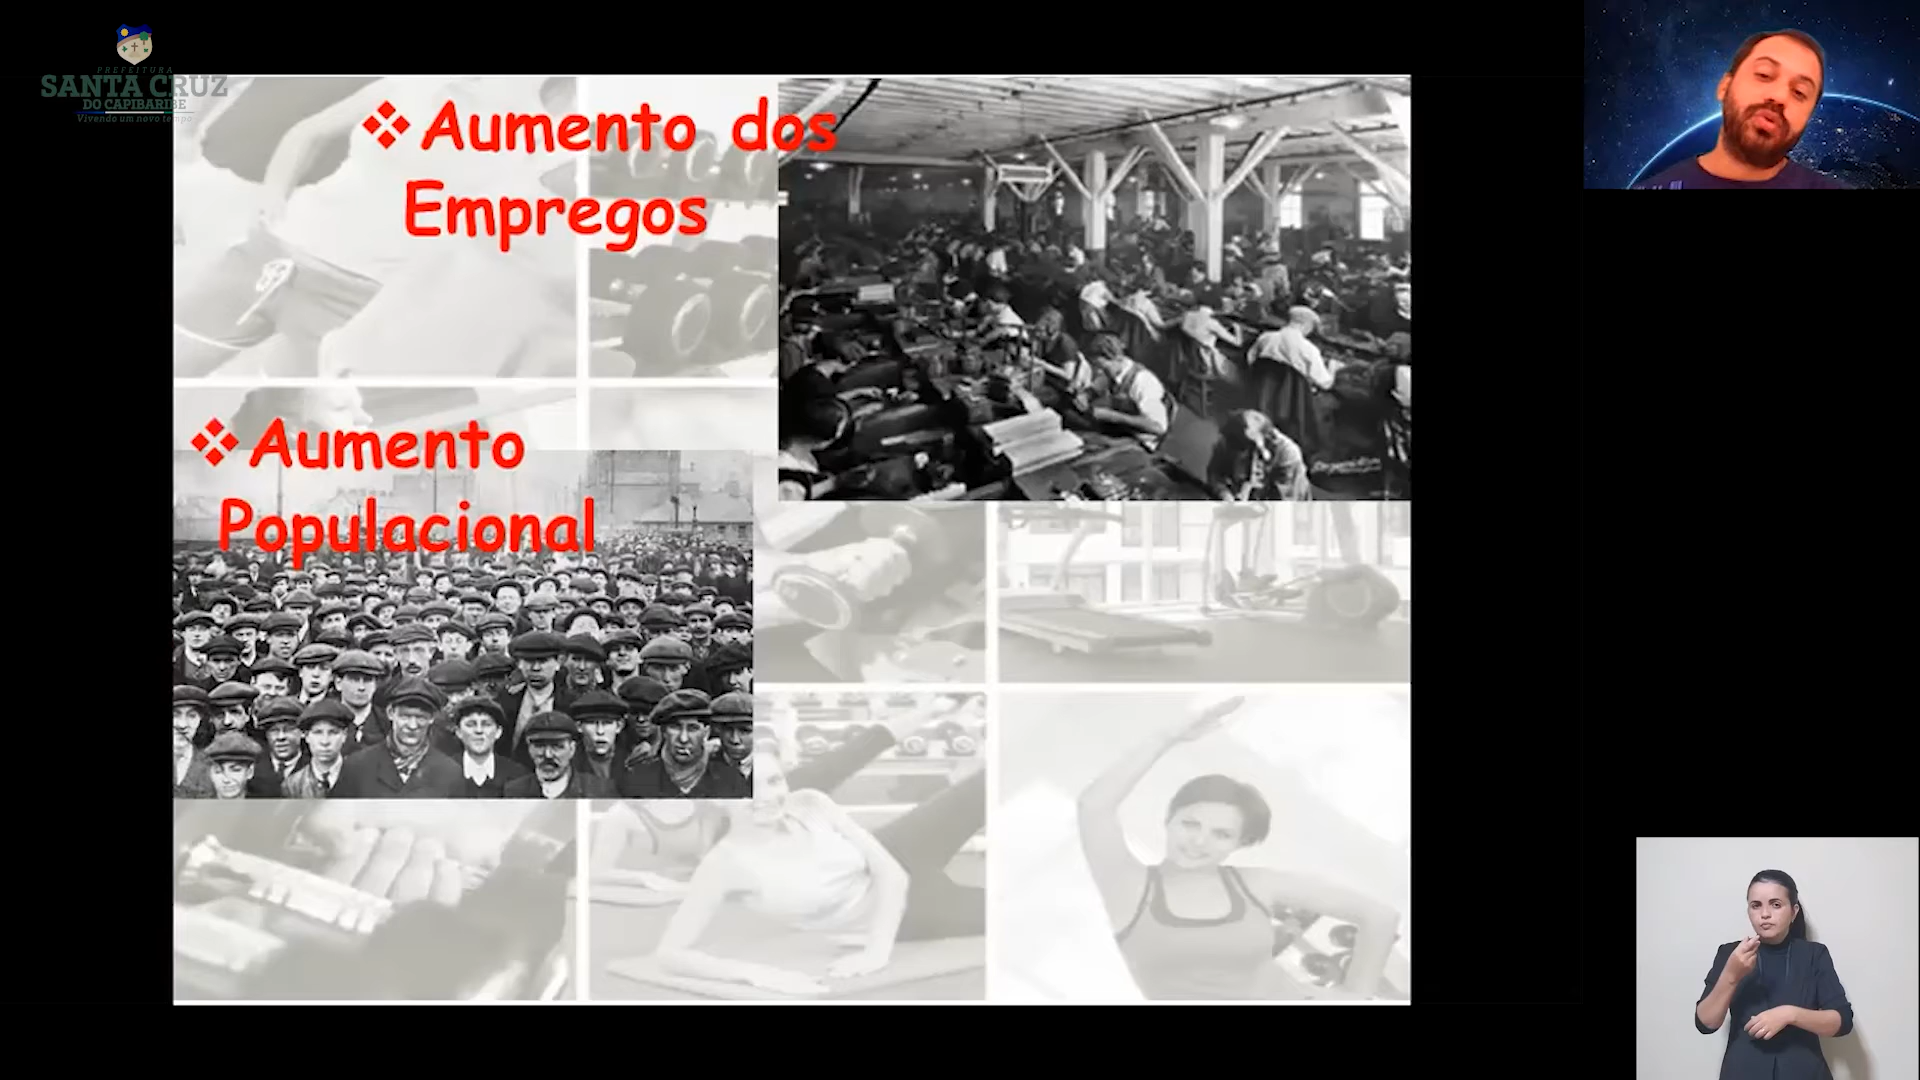 PREFEITURA
SANTA CRUZ
DO CAPIBARIBE
Vivendo um novo tempo
❖Aumento dos
Empregos
❖Aumento
Populacional